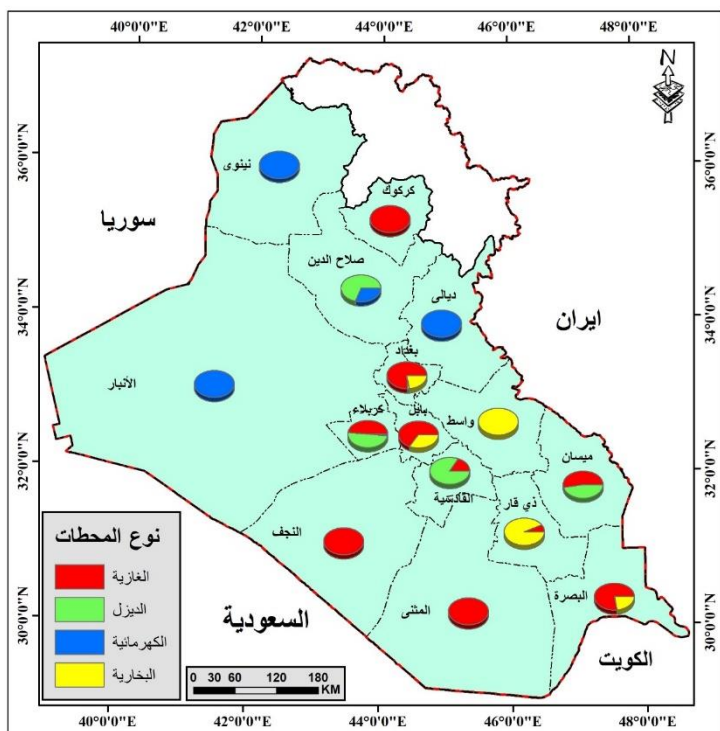 40°0'0"E
42°0'0"E
44°0'0"E
46°0'0"E
48°0'0"E
N
36°0'0"N
36°0'0"N
نينوى
كركوك
سوريا
صلاح الدين
ديالى
ايران
34°0'0"N
34°0'0"N
بغداد
الأنبار
كربلاء
بابل
واسط
32°0'0"N
32°0'0"N
ميسان
القادسية
ذي قار
النجف
المثنى
البصرة
السعودية
الكويت
30°0'0"N
30°0'0"N
نوع المحطات
الغازية
الديزل
الكهرمائية
البخارية
0 30 60 120 180
KM
40°0'0"E
42°0'0"E
44°0'0"E
46°0'0"E
48°0'0"E